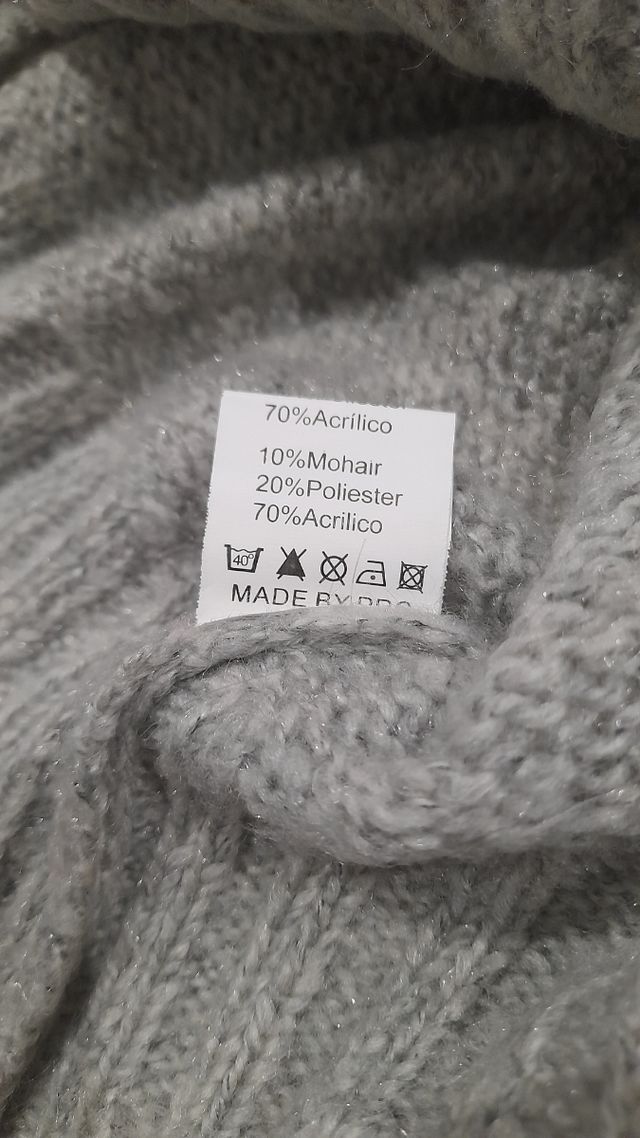 70%Acrílico
10%Mohair
20%Poliester
70%Acrilico
40°
MADE BY